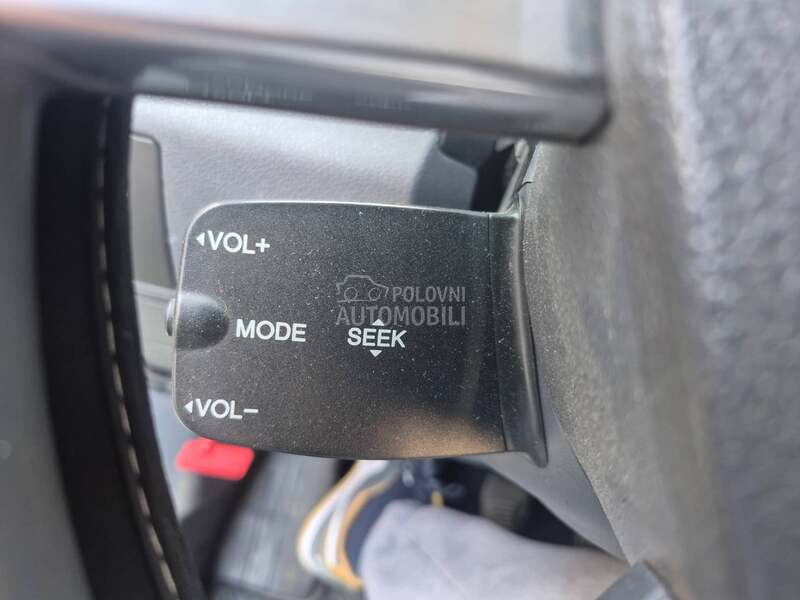 ◂VOL+
POLOVNI
AUTOMOBILI
MODE
▴
SEEK
▾
◂VOL−